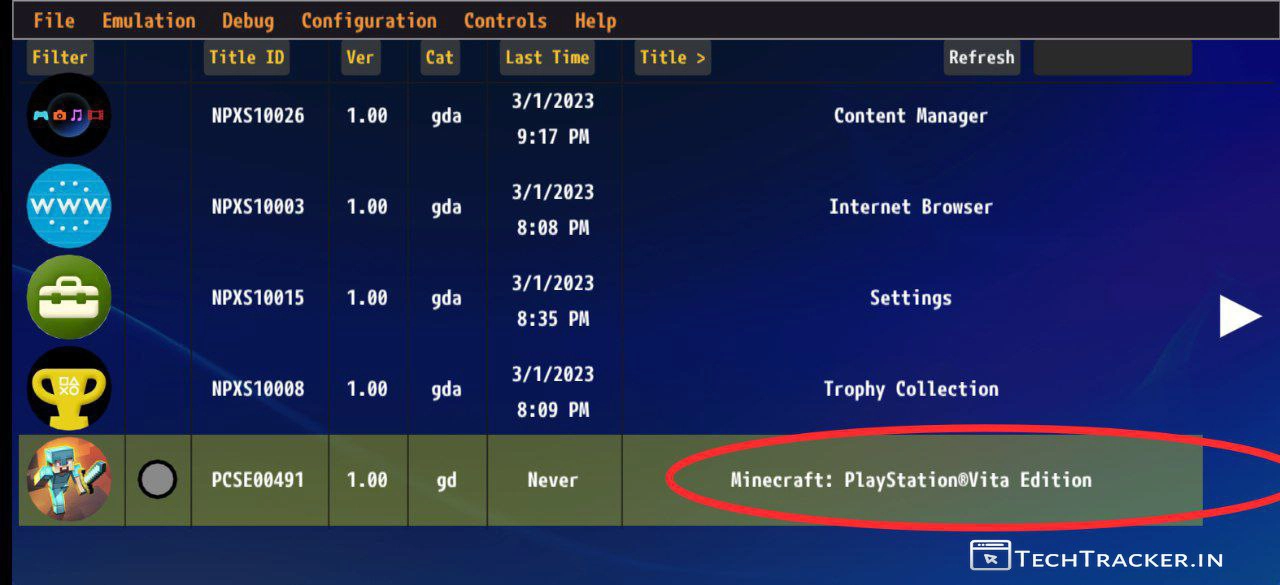 File Emulation Debug Configuration Controls Help
Filter Title ID Ver Cat Last Time Title > Refresh
NPXS10026 1.00 gda 3/1/2023 9:17 PM Content Manager
WWW NPXS10003 1.00 gda 3/1/2023 8:08 PM Internet Browser
NPXS10015 1.00 gda 3/1/2023 8:35 PM Settings
NPXS10008 1.00 gda 3/1/2023 8:09 PM Trophy Collection
PCSE00491 1.00 gd Never Minecraft: PlayStation®Vita Edition
TECHTRACKER.IN